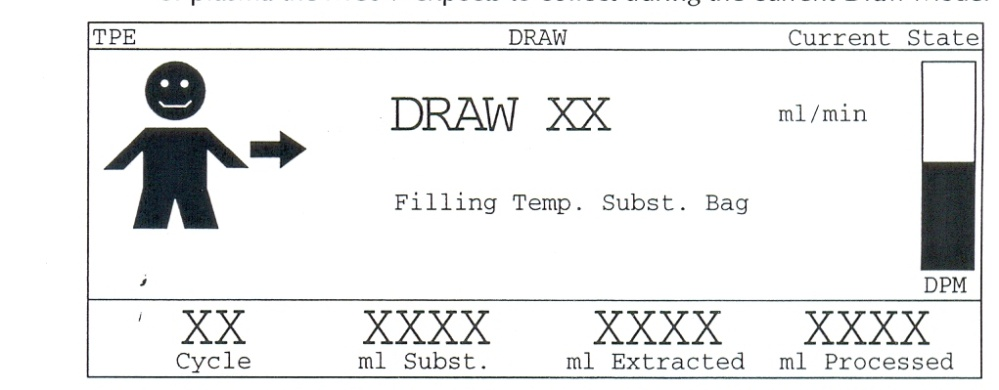 TPE DRAW Current State
DRAW XX ml/min
Filling Temp. Subst. Bag
DPM
XX XXXX XXXX XXXX
Cycle ml Subst. ml Extracted ml Processed